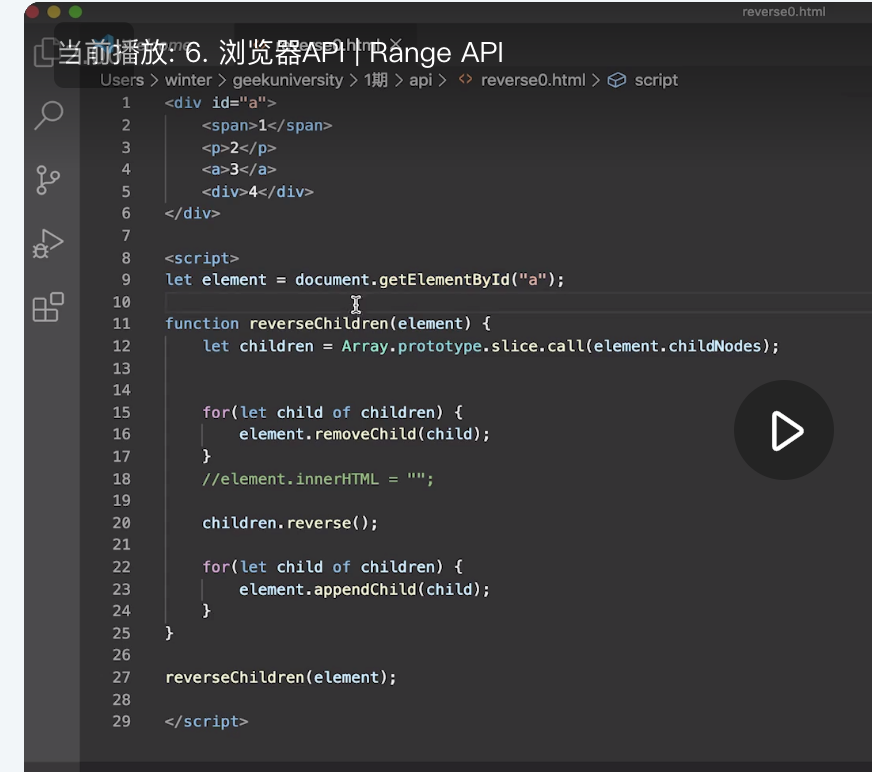 reverse0.html
当前播放: 6. 浏览器API | Range API
Users > winter > geekuniversity > 1期 > api > <> reverse0.html > script
1 <div id="a">
2 <span>1</span>
3 <p>2</p>
4 <a>3</a>
5 <div>4</div>
6 </div>
7
8 <script>
9 let element = document.getElementById("a");
10
11 function reverseChildren(element) {
12 let children = Array.prototype.slice.call(element.childNodes);
13
14
15 for(let child of children) {
16 element.removeChild(child);
17 }
18 //element.innerHTML = "";
19
20 children.reverse();
21
22 for(let child of children) {
23 element.appendChild(child);
24 }
25 }
26
27 reverseChildren(element);
28
29 </script>